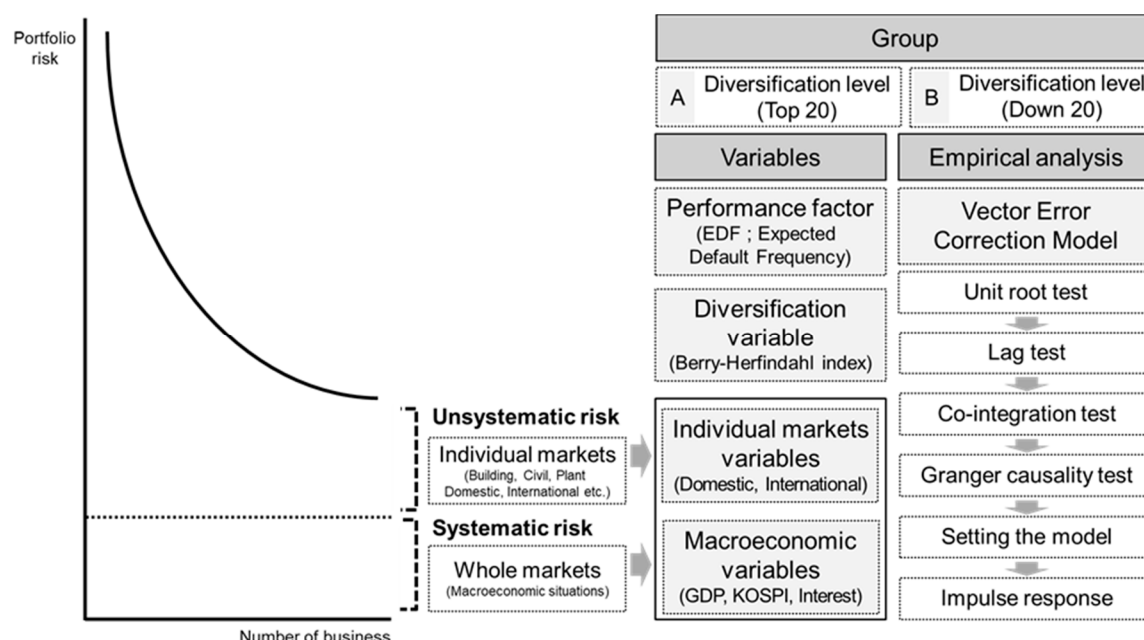 Portfolio
risk
Number of business
Unsystematic risk
Individual markets
(Building, Civil, Plant
Domestic, International etc.)
Systematic risk
Whole markets
(Macroeconomic situations)
Group
A
Diversification level
(Top 20)
B
Diversification level
(Down 20)
Variables
Performance factor
(EDF ; Expected
Default Frequency)
Diversification
variable
(Berry-Herfindahl index)
Individual markets
variables
(Domestic, International)
Macroeconomic
variables
(GDP, KOSPI, Interest)
Empirical analysis
Vector Error
Correction Model
Unit root test
Lag test
Co-integration test
Granger causality test
Setting the model
Impulse response